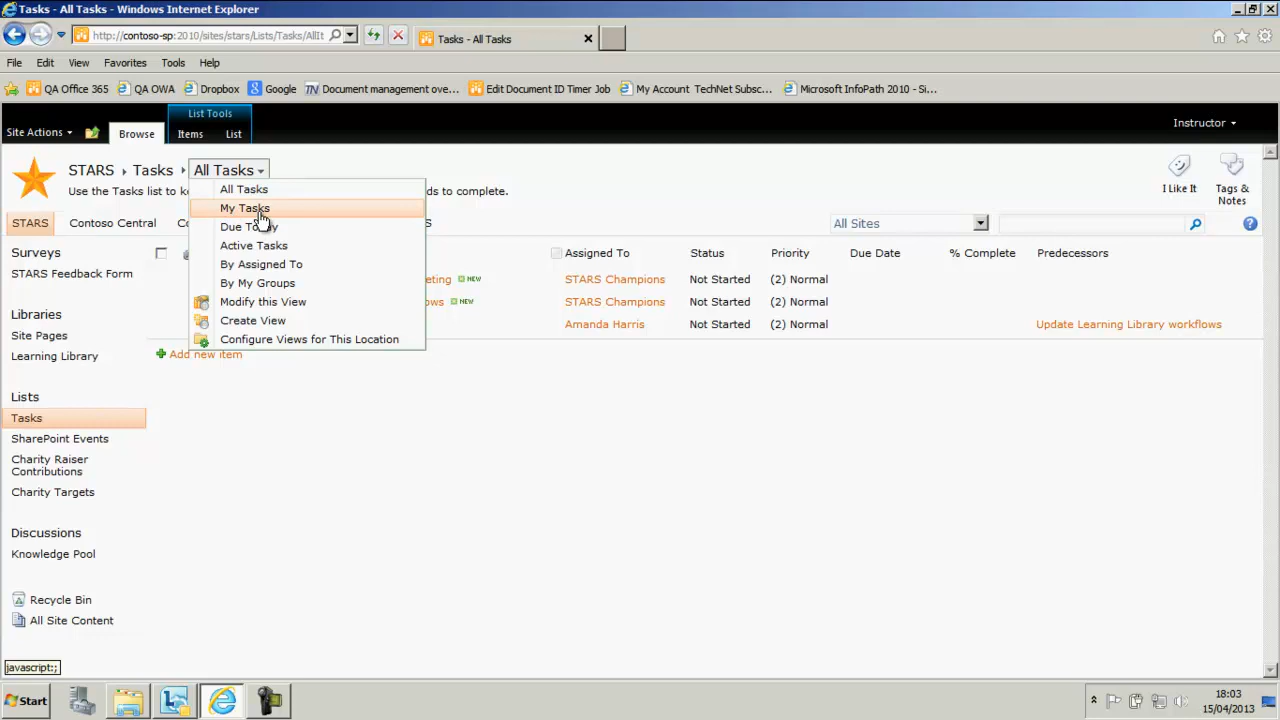 Tasks - All Tasks - Windows Internet Explorer
http://contoso-sp:2010/sites/stars/Lists/Tasks/AllIt
Tasks - All Tasks
File Edit View Favorites Tools Help
QA Office 365 QA OWA Dropbox Google Document management ove... Edit Document ID Timer Job My Account TechNet Subsc... Microsoft InfoPath 2010 - Si...
List Tools
Site Actions Browse Items List Instructor
STARS Tasks All Tasks
Use the Tasks list to ds to complete.
I Like It Tags & Notes
All Tasks
My Tasks
Due Today
Active Tasks
By Assigned To
By My Groups
Modify this View
Create View
Configure Views for This Location
STARS Contoso Central Co S All Sites
Assigned To Status Priority Due Date % Complete Predecessors
eting NEW STARS Champions Not Started (2) Normal
ows NEW STARS Champions Not Started (2) Normal
Amanda Harris Not Started (2) Normal Update Learning Library workflows
Add new item
Surveys
STARS Feedback Form
Libraries
Site Pages
Learning Library
Lists
Tasks
SharePoint Events
Charity Raiser
Contributions
Charity Targets
Discussions
Knowledge Pool
Recycle Bin
All Site Content
javascript:;
Start
18:03
15/04/2013